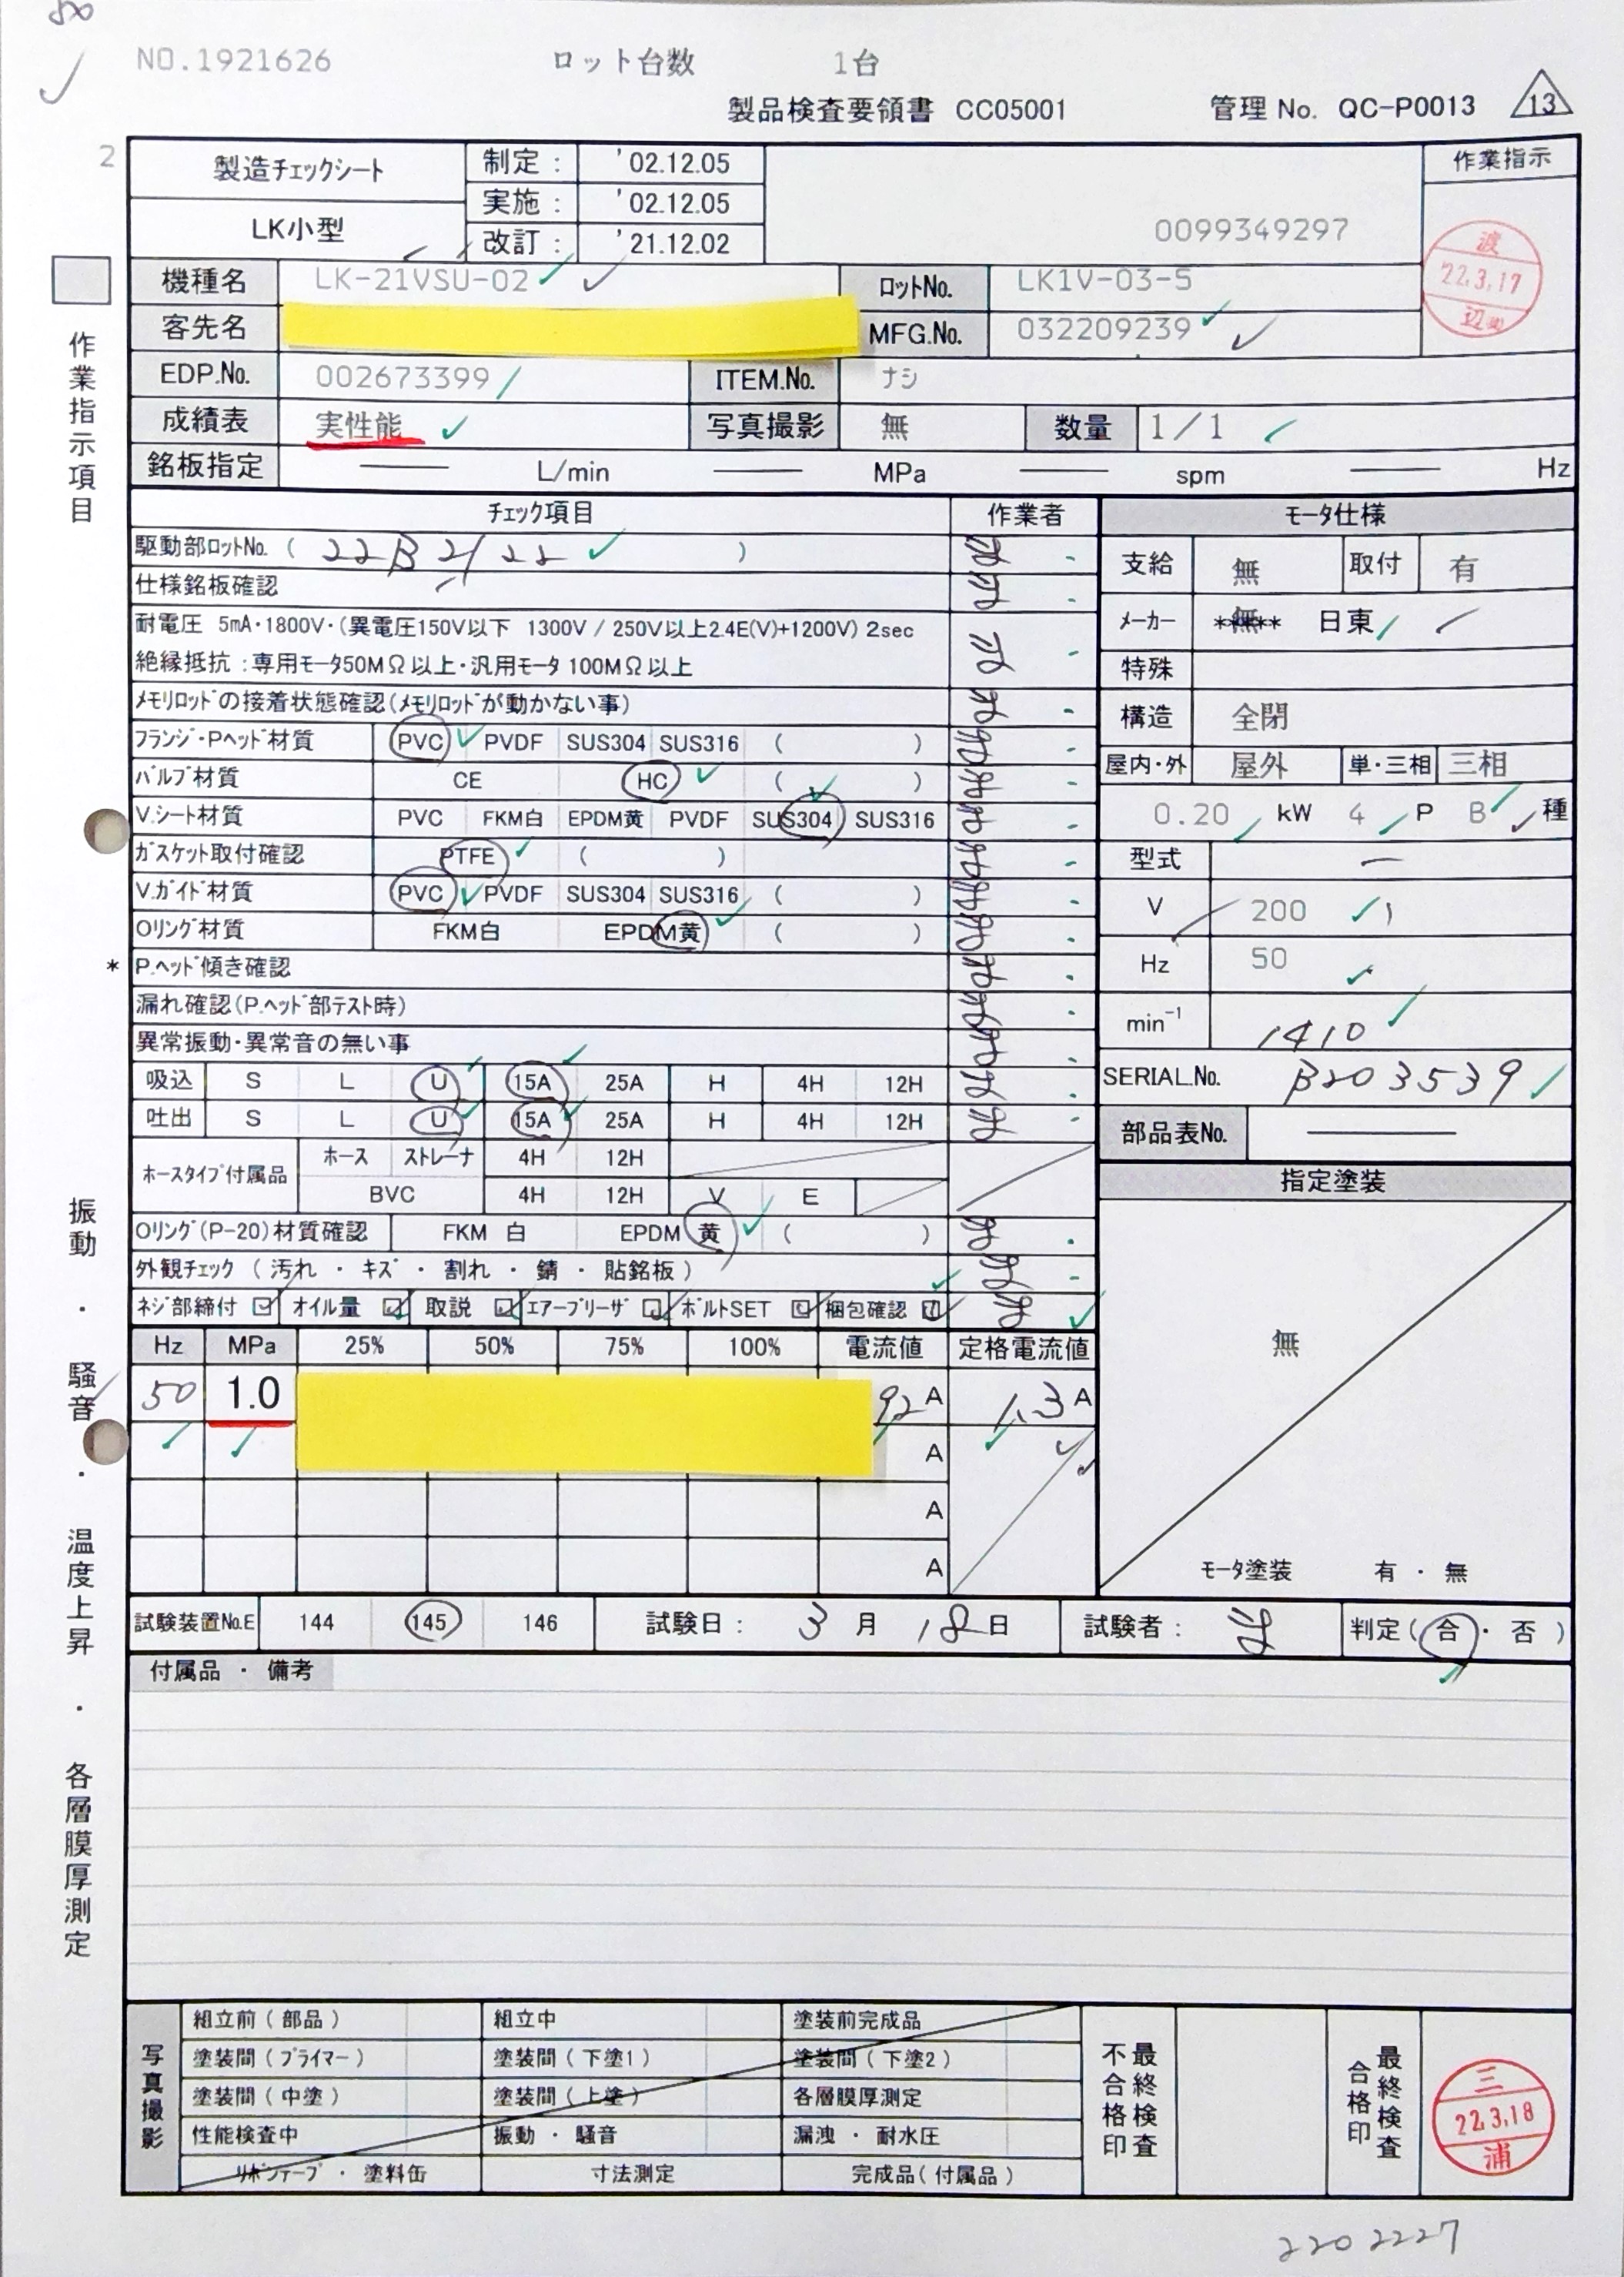 NO.1921626 ロット台数 1台
製品検査要領書 CC05001 管理 No. QC-P0013 13
2
製造チェックシート 制定： '02.12.05 作業指示
実施： '02.12.05
LK小型 改訂： '21.12.02 0099349297
渡 22.3.17 辺
機種名 LK-21VSU-02 ロットNo. LK1V-03-5
客先名 MFG.No. 032209239
EDP.No. 002673399 ITEM.No. ナシ
成績表 実性能 写真撮影 無 数量 1/1
銘板指定 L/min MPa spm Hz
作業指示項目
チェック項目 作業者 モータ仕様
駆動部ロットNo. ( 22B21 22 )
仕様銘板確認
耐電圧 5mA・1800V・(異電圧150V以下 1300V / 250V以上2.4E(V)+1200V) 2sec
絶縁抵抗：専用モータ50MΩ以上・汎用モータ 100MΩ以上
メモリロッドの接着状態確認(メモリロッドが動かない事)
フランジ・Pヘッド材質 PVC PVDF SUS304 SUS316 ( )
バルブ材質 CE HC ( )
V.シート材質 PVC FKM白 EPDM黄 PVDF SUS304 SUS316
ガスケット取付確認 PTFE ( )
V.ガイド材質 PVC PVDF SUS304 SUS316 ( )
Oリング材質 FKM白 EPDM黄 ( )
* P.ヘッド傾き確認
漏れ確認(P.ヘッド部テスト時)
異常振動・異常音の無い事
吸込 S L U 15A 25A H 4H 12H
吐出 S L U 15A 25A H 4H 12H
ホースタイプ付属品 ホース ストレーナ 4H 12H
BVC 4H 12H V E
Oリング(P-20)材質確認 FKM 白 EPDM 黄 ( )
外観チェック ( 汚れ ・ キズ ・ 割れ ・ 錆 ・ 貼銘板 )
ネジ部締付 オイル量 取説 エアーブリーザ ボルトSET 梱包確認
支給 無 取付 有
メーカー **無** 日東
特殊
構造 全閉
屋内・外 屋外 単・三相 三相
0.20 kW 4 P B 種
型式
V 200
Hz 50
min⁻¹ 1410
SERIAL.No. B203539
部品表No.
指定塗装
無
モータ塗装 有 ・ 無
Hz MPa 25% 50% 75% 100% 電流値 定格電流値
50 1.0 92 A 1.3 A
A
A
A
振動 ・ 騒音 ・ 温度上昇 ・ 各層膜厚測定
試験装置No.E 144 145 146 試験日： 3 月 18 日 試験者： 判定( 合 ・ 否 )
付属品 ・ 備考
写真撮影
組立前 ( 部品 ) 組立中 塗装前完成品
塗装間 ( プライマー ) 塗装間 ( 下塗1 ) 塗装間 ( 下塗2 )
塗装間 ( 中塗 ) 塗装間 ( 上塗 ) 各層膜厚測定
性能検査中 振動 ・ 騒音 漏洩 ・ 耐水圧
リボンテープ ・ 塗料缶 寸法測定 完成品( 付属品 )
最終検査不合格印
最終検査合格印
三 22.3.18 浦
2202227